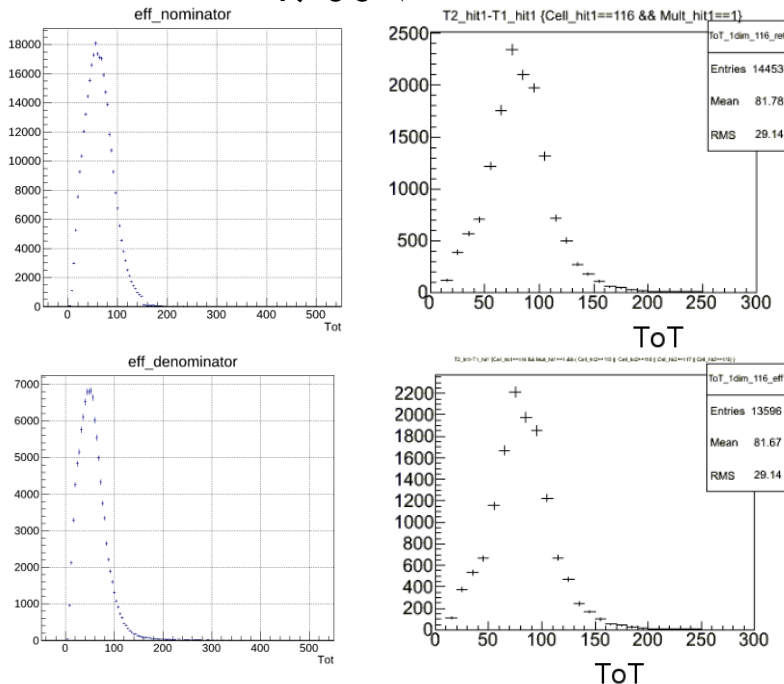 eff_nominator
18000
16000
14000
12000
10000
8000
6000
4000
2000
0
0 100 200 300 400 500
Tot
T2_hit1-T1_hit1 {Cell_hit1==116 && Mult_hit1==1}
ToT_1dim_116_ref
Entries 14453
Mean 81.78
RMS 29.14
2500
2000
1500
1000
500
0
0 50 100 150 200 250 300
ToT
eff_denominator
7000
6000
5000
4000
3000
2000
1000
0
0 100 200 300 400 500
Tot
ToT_1dim_116_eff
Entries 13596
Mean 81.67
RMS 29.14
2200
2000
1800
1600
1400
1200
1000
800
600
400
200
0
0 50 100 150 200 250 300
ToT